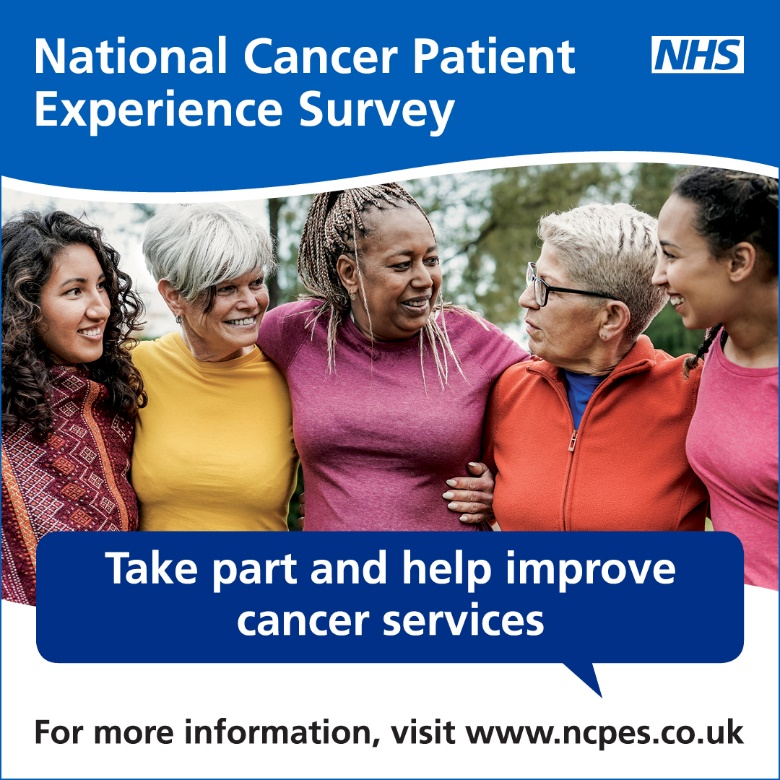 National Cancer Patient
Experience Survey
NHS
Take part and help improve
cancer services
For more information, visit www.ncpes.co.uk